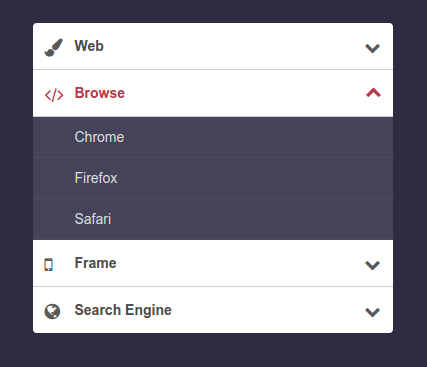 Web
Browse
Chrome
Firefox
Safari
Frame
Search Engine